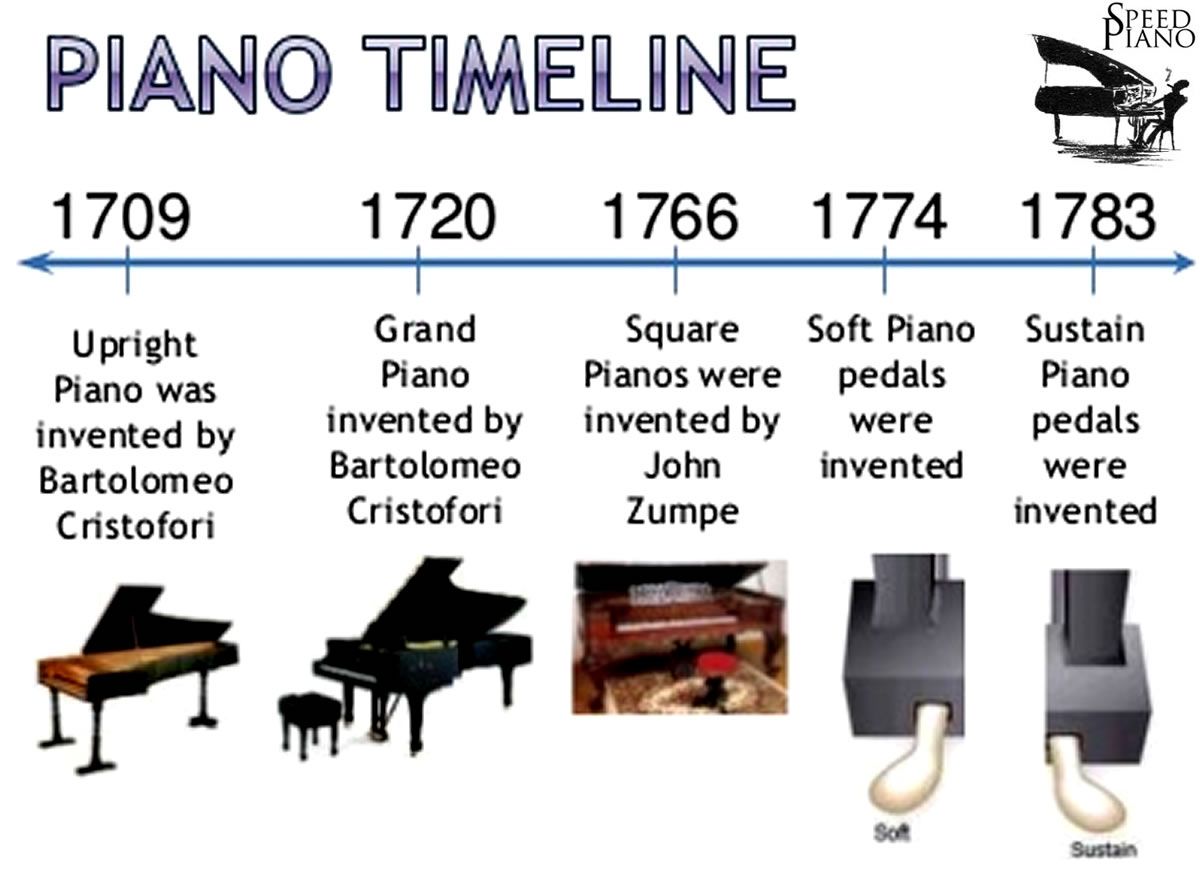 PIANO TIMELINE
SPEED
PIANO
1709
1720
1766
1774
1783
Upright
Piano was
invented by
Bartolomeo
Cristofori
Grand
Piano
invented by
Bartolomeo
Cristofori
Square
Pianos were
invented by
John
Zumpe
Soft Piano
pedals
were
invented
Sustain
Piano
pedals
were
invented
Soft
Sustain